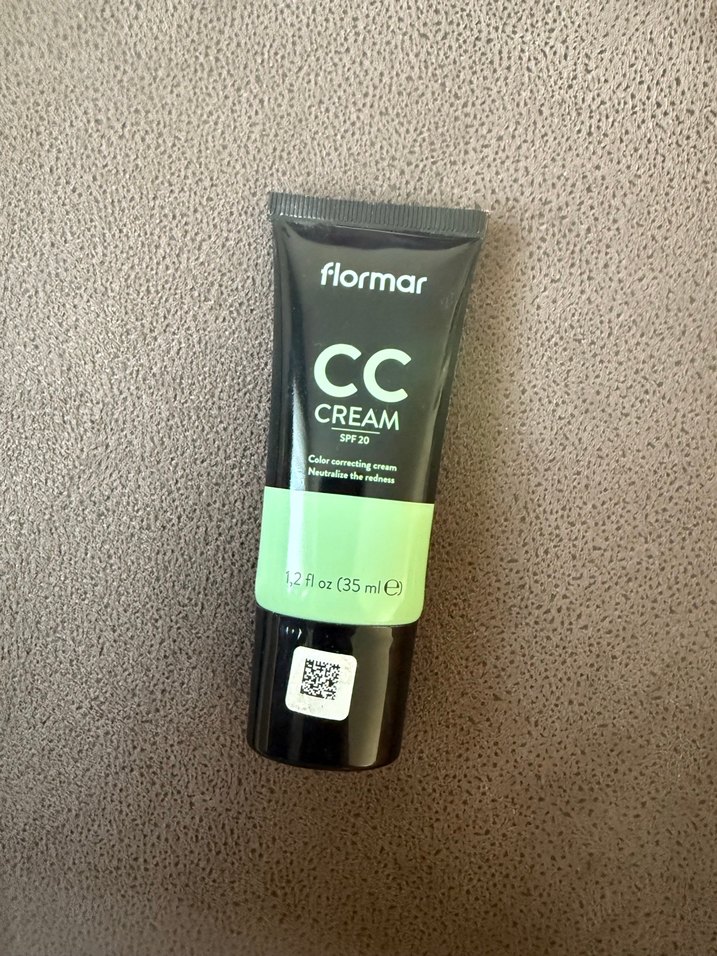 flormar
CC
CREAM
SPF 20
Color correcting cream
Neutralize the redness
1,2 fl oz (35 ml ℮)